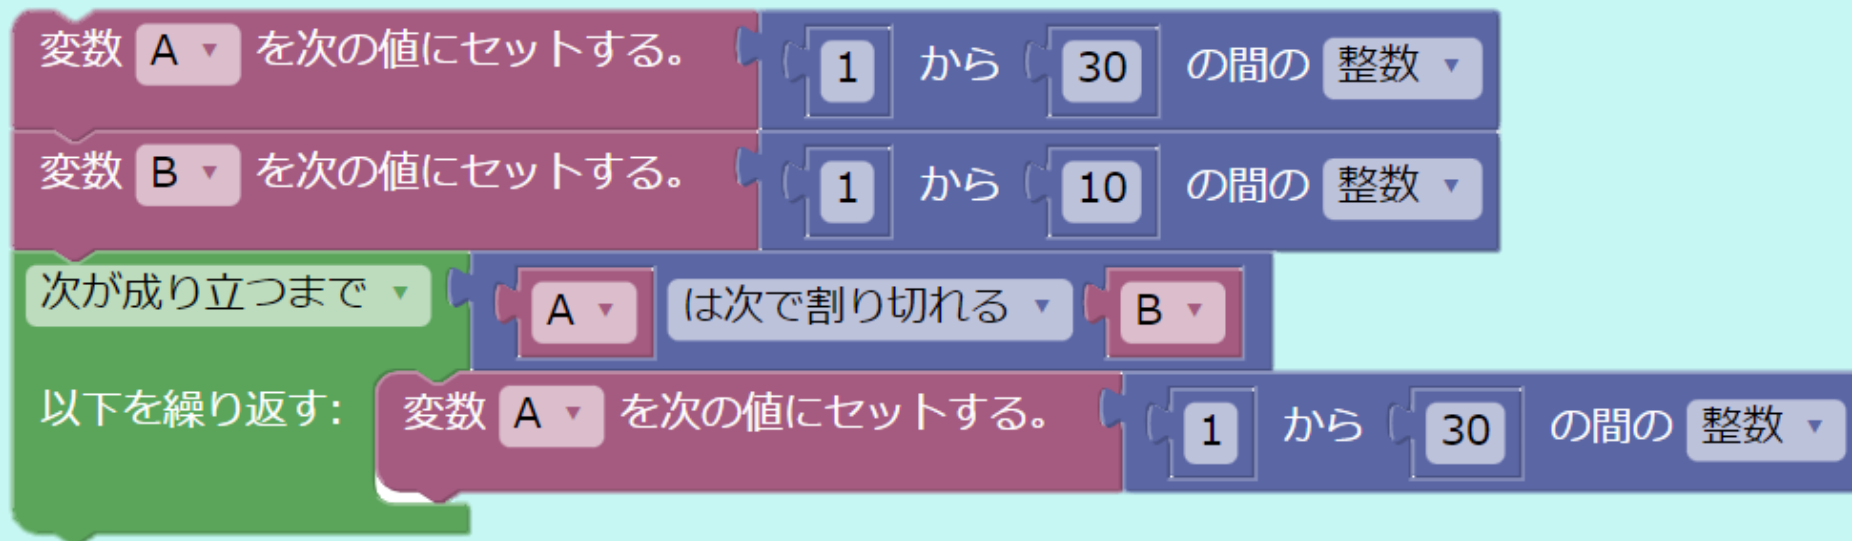 変数 A を次の値にセットする。 1 から 30 の間の 整数
変数 B を次の値にセットする。 1 から 10 の間の 整数
次が成り立つまで A は次で割り切れる B
以下を繰り返す: 変数 A を次の値にセットする。 1 から 30 の間の 整数